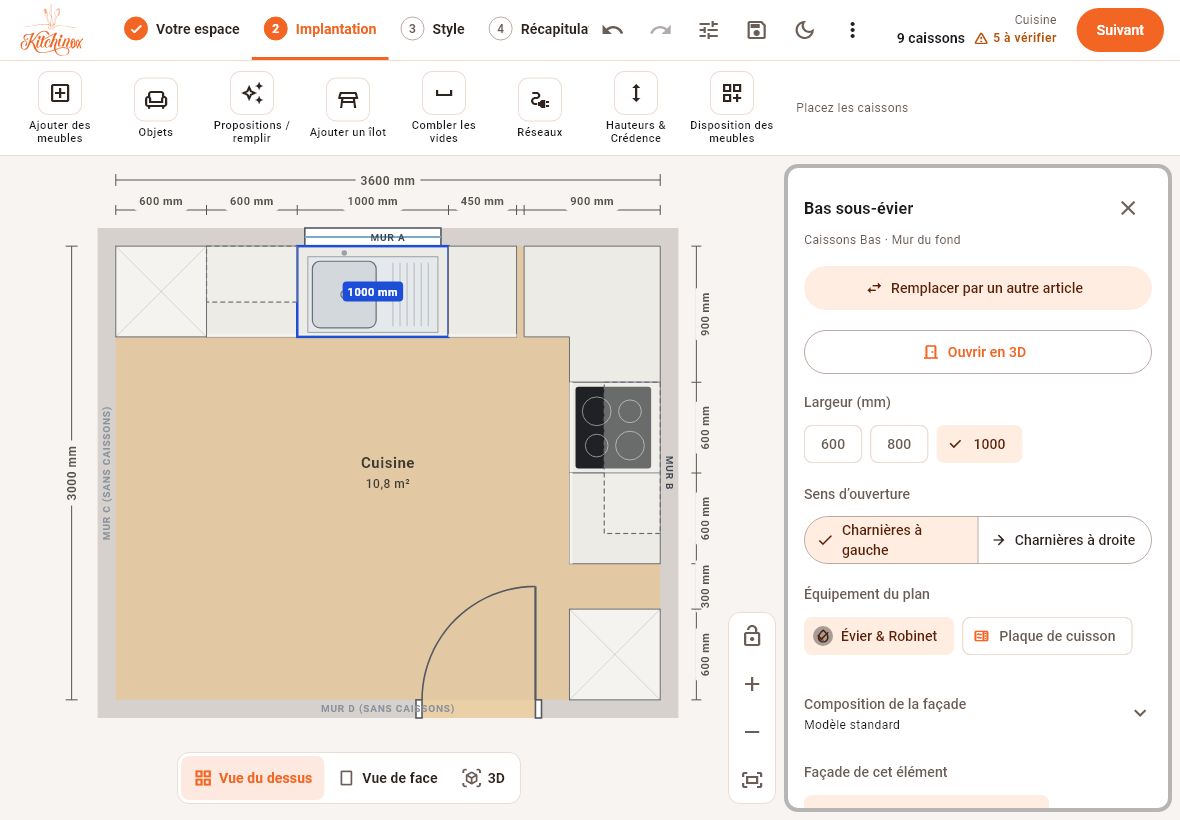 Kitchinox
Votre espace
2 Implantation
3 Style
4 Récapitula
Cuisine
9 caissons
5 à vérifier
Suivant
Ajouter des
meubles
Objets
Propositions /
remplir
Ajouter un îlot
Combler les
vides
Réseaux
Hauteurs &
Crédence
Disposition des
meubles
Placez les caissons
3600 mm
600 mm
600 mm
1000 mm
450 mm
900 mm
MUR A
1000 mm
900 mm
600 mm
600 mm
300 mm
600 mm
3000 mm
MUR C (SANS CAISSONS)
MUR B
Cuisine
10,8 m²
MUR D (SANS CAISSONS)
Vue du dessus
Vue de face
3D
Bas sous-évier
Caissons Bas · Mur du fond
Remplacer par un autre article
Ouvrir en 3D
Largeur (mm)
600
800
1000
Sens d’ouverture
Charnières à
gauche
Charnières à droite
Équipement du plan
Évier & Robinet
Plaque de cuisson
Composition de la façade
Modèle standard
Façade de cet élément